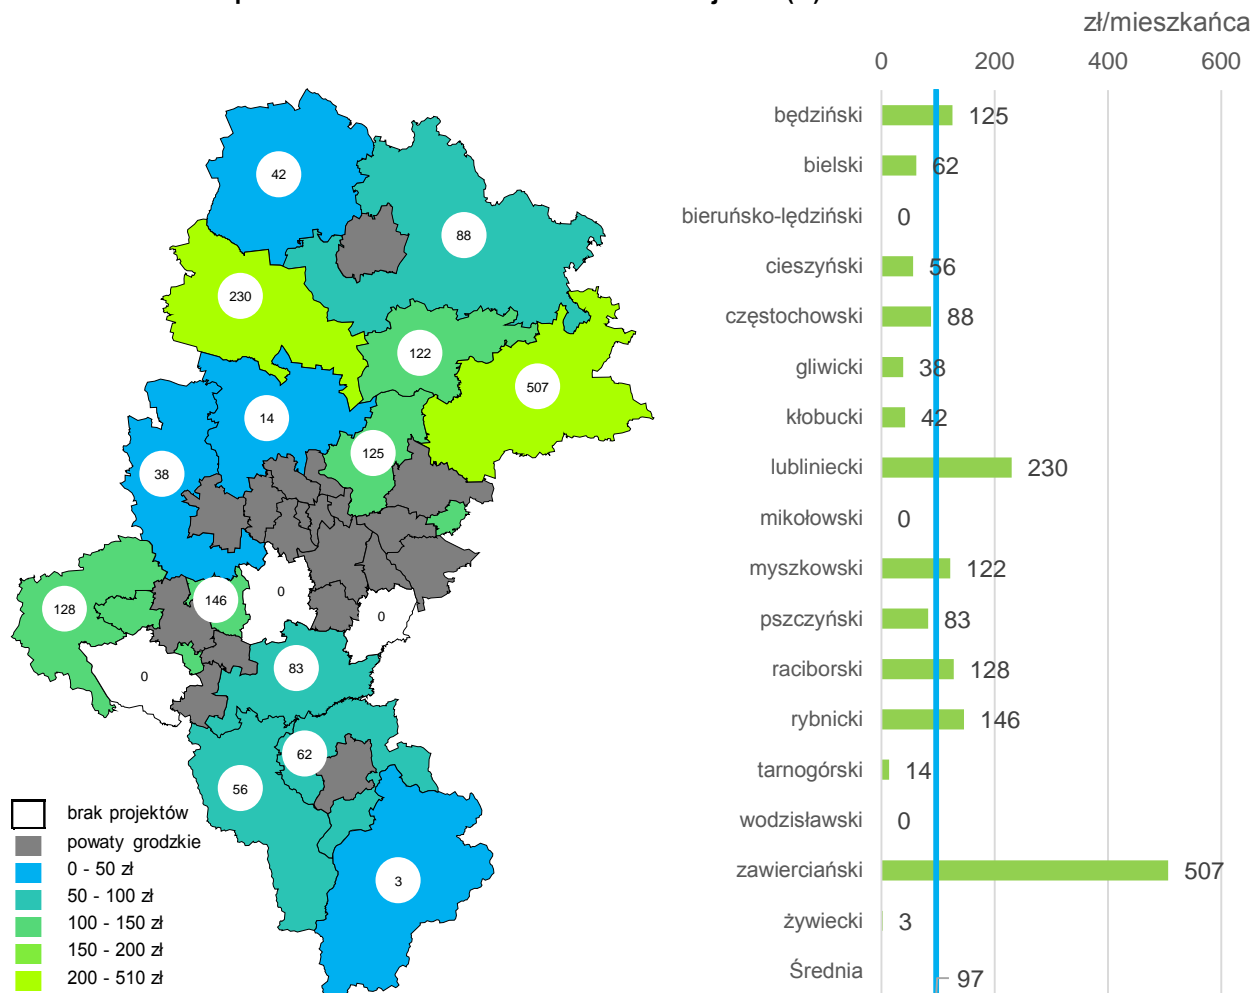 zł/mieszkańca
0 200 400 600
będziński 125
bielski 62
bieruńsko-lędziński 0
cieszyński 56
częstochowski 88
gliwicki 38
kłobucki 42
lubliniecki 230
mikołowski 0
myszkowski 122
pszczyński 83
raciborski 128
rybnicki 146
tarnogórski 14
wodzisławski 0
zawierciański 507
żywiecki 3
Średnia 97
42
88
230
122
507
14
125
38
128
146
0
0
0
83
62
56
3
brak projektów
powaty grodzkie
0 - 50 zł
50 - 100 zł
100 - 150 zł
150 - 200 zł
200 - 510 zł